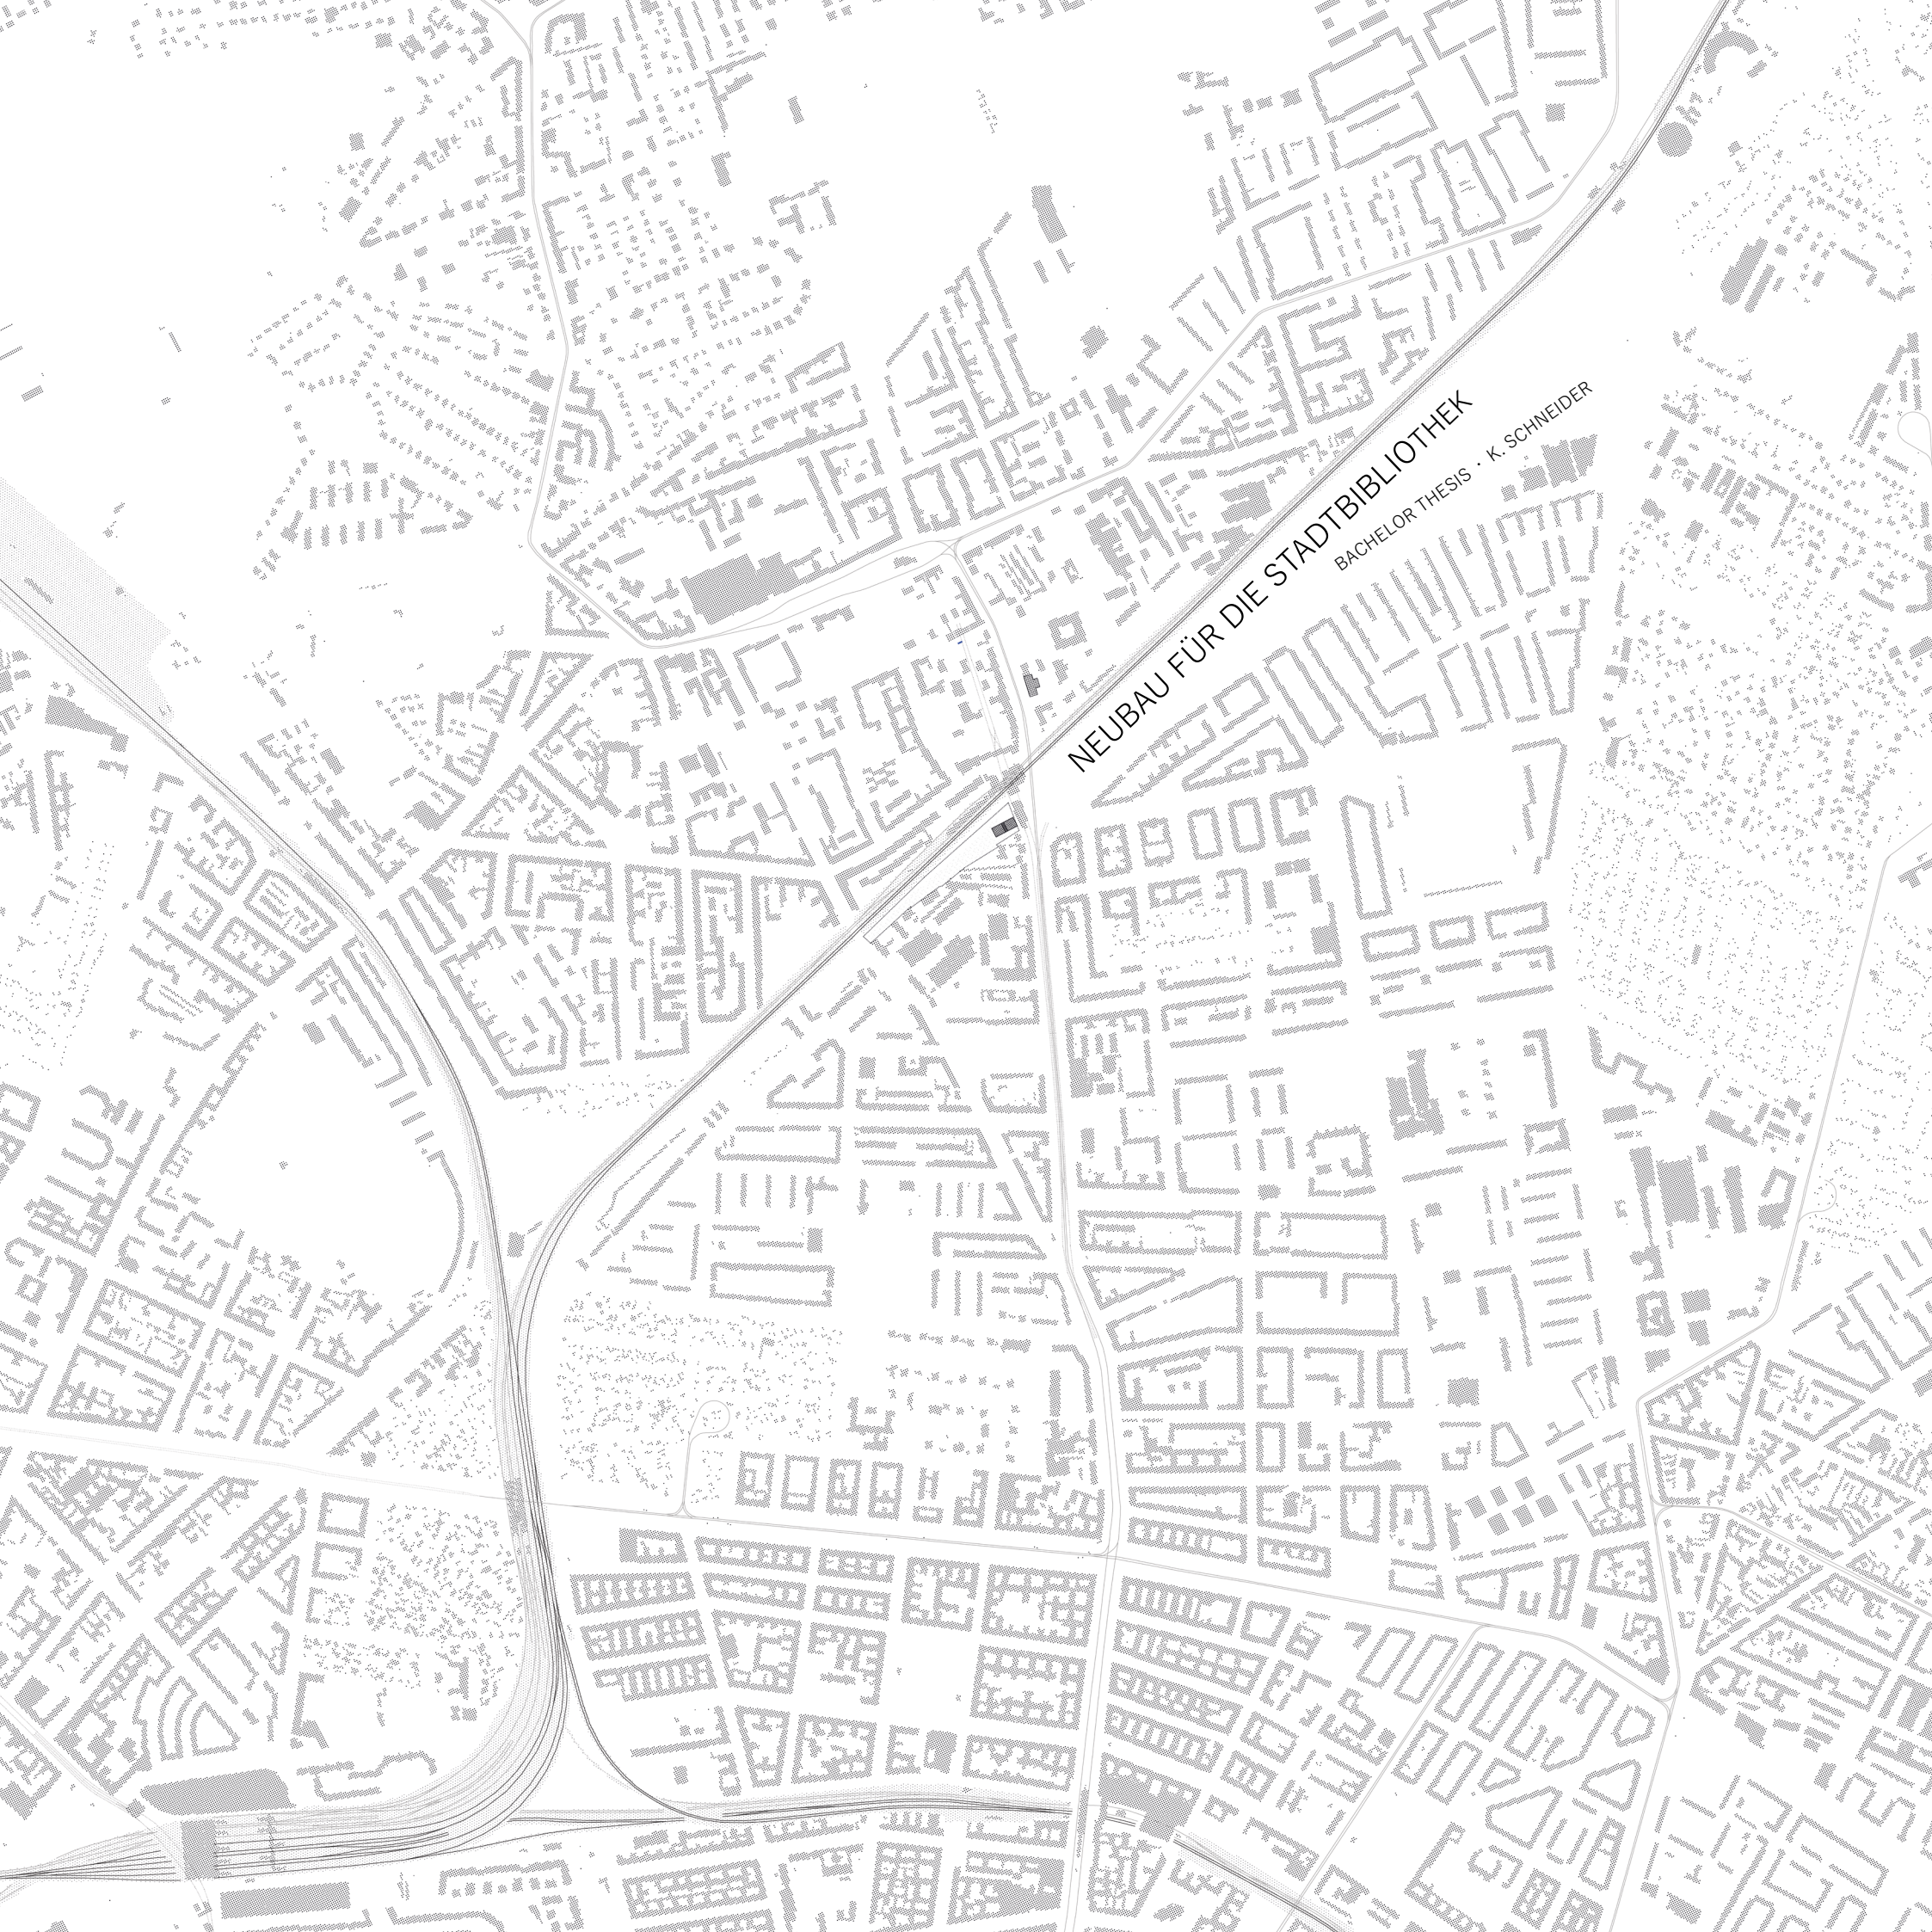 NEUBAU FÜR DIE STADTBIBLIOTHEK
BACHELOR THESIS · K. SCHNEIDER